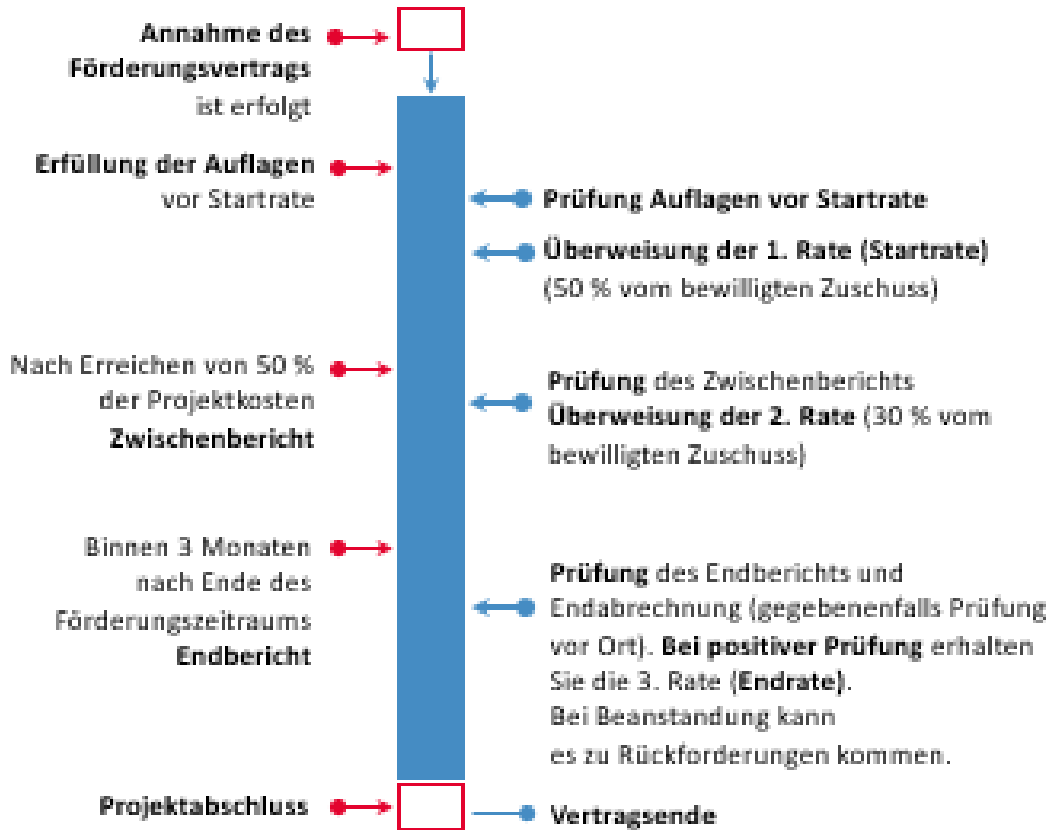 Annahme des
Förderungsvertrags
ist erfolgt
Erfüllung der Auflagen
vor Startrate
Prüfung Auflagen vor Startrate
Überweisung der 1. Rate (Startrate)
(50 % vom bewilligten Zuschuss)
Nach Erreichen von 50 %
der Projektkosten
Zwischenbericht
Prüfung des Zwischenberichts
Überweisung der 2. Rate (30 % vom
bewilligten Zuschuss)
Binnen 3 Monaten
nach Ende des
Förderungszeitraums
Endbericht
Prüfung des Endberichts und
Endabrechnung (gegebenenfalls Prüfung
vor Ort). Bei positiver Prüfung erhalten
Sie die 3. Rate (Endrate).
Bei Beanstandung kann
es zu Rückforderungen kommen.
Projektabschluss
Vertragsende